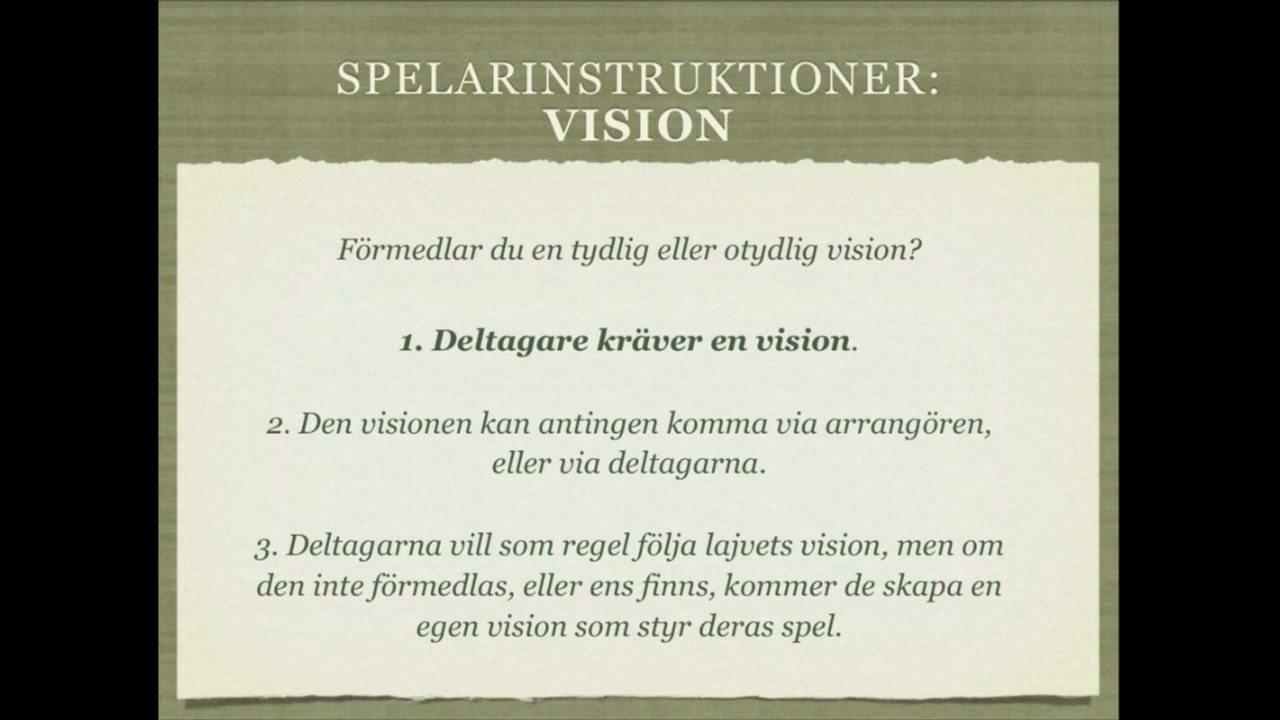 SPELARINSTRUKTIONER:
VISION
Förmedlar du en tydlig eller otydlig vision?
1. Deltagare kräver en vision.
2. Den visionen kan antingen komma via arrangören,
eller via deltagarna.
3. Deltagarna vill som regel följa lajvets vision, men om
den inte förmedlas, eller ens finns, kommer de skapa en
egen vision som styr deras spel.